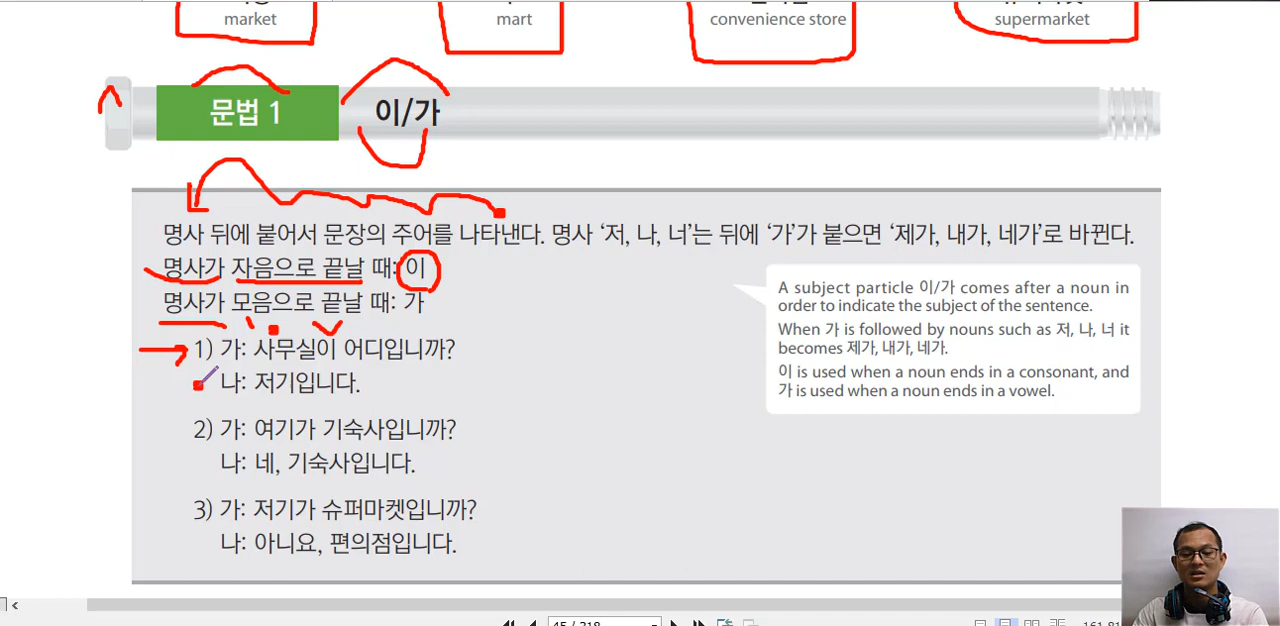 market mart convenience store supermarket
문법 1 이/가
명사 뒤에 붙어서 문장의 주어를 나타낸다. 명사 ‘저, 나, 너’는 뒤에 ‘가’가 붙으면 ‘제가, 내가, 네가’로 바뀐다.
명사가 자음으로 끝날 때: 이
명사가 모음으로 끝날 때: 가
A subject particle 이/가 comes after a noun in
order to indicate the subject of the sentence.
When 가 is followed by nouns such as 저, 나, 너 it
becomes 제가, 내가, 네가.
이 is used when a noun ends in a consonant, and
가 is used when a noun ends in a vowel.
1) 가: 사무실이 어디입니까?
나: 저기입니다.
2) 가: 여기가 기숙사입니까?
나: 네, 기숙사입니다.
3) 가: 저기가 슈퍼마켓입니까?
나: 아니요, 편의점입니다.